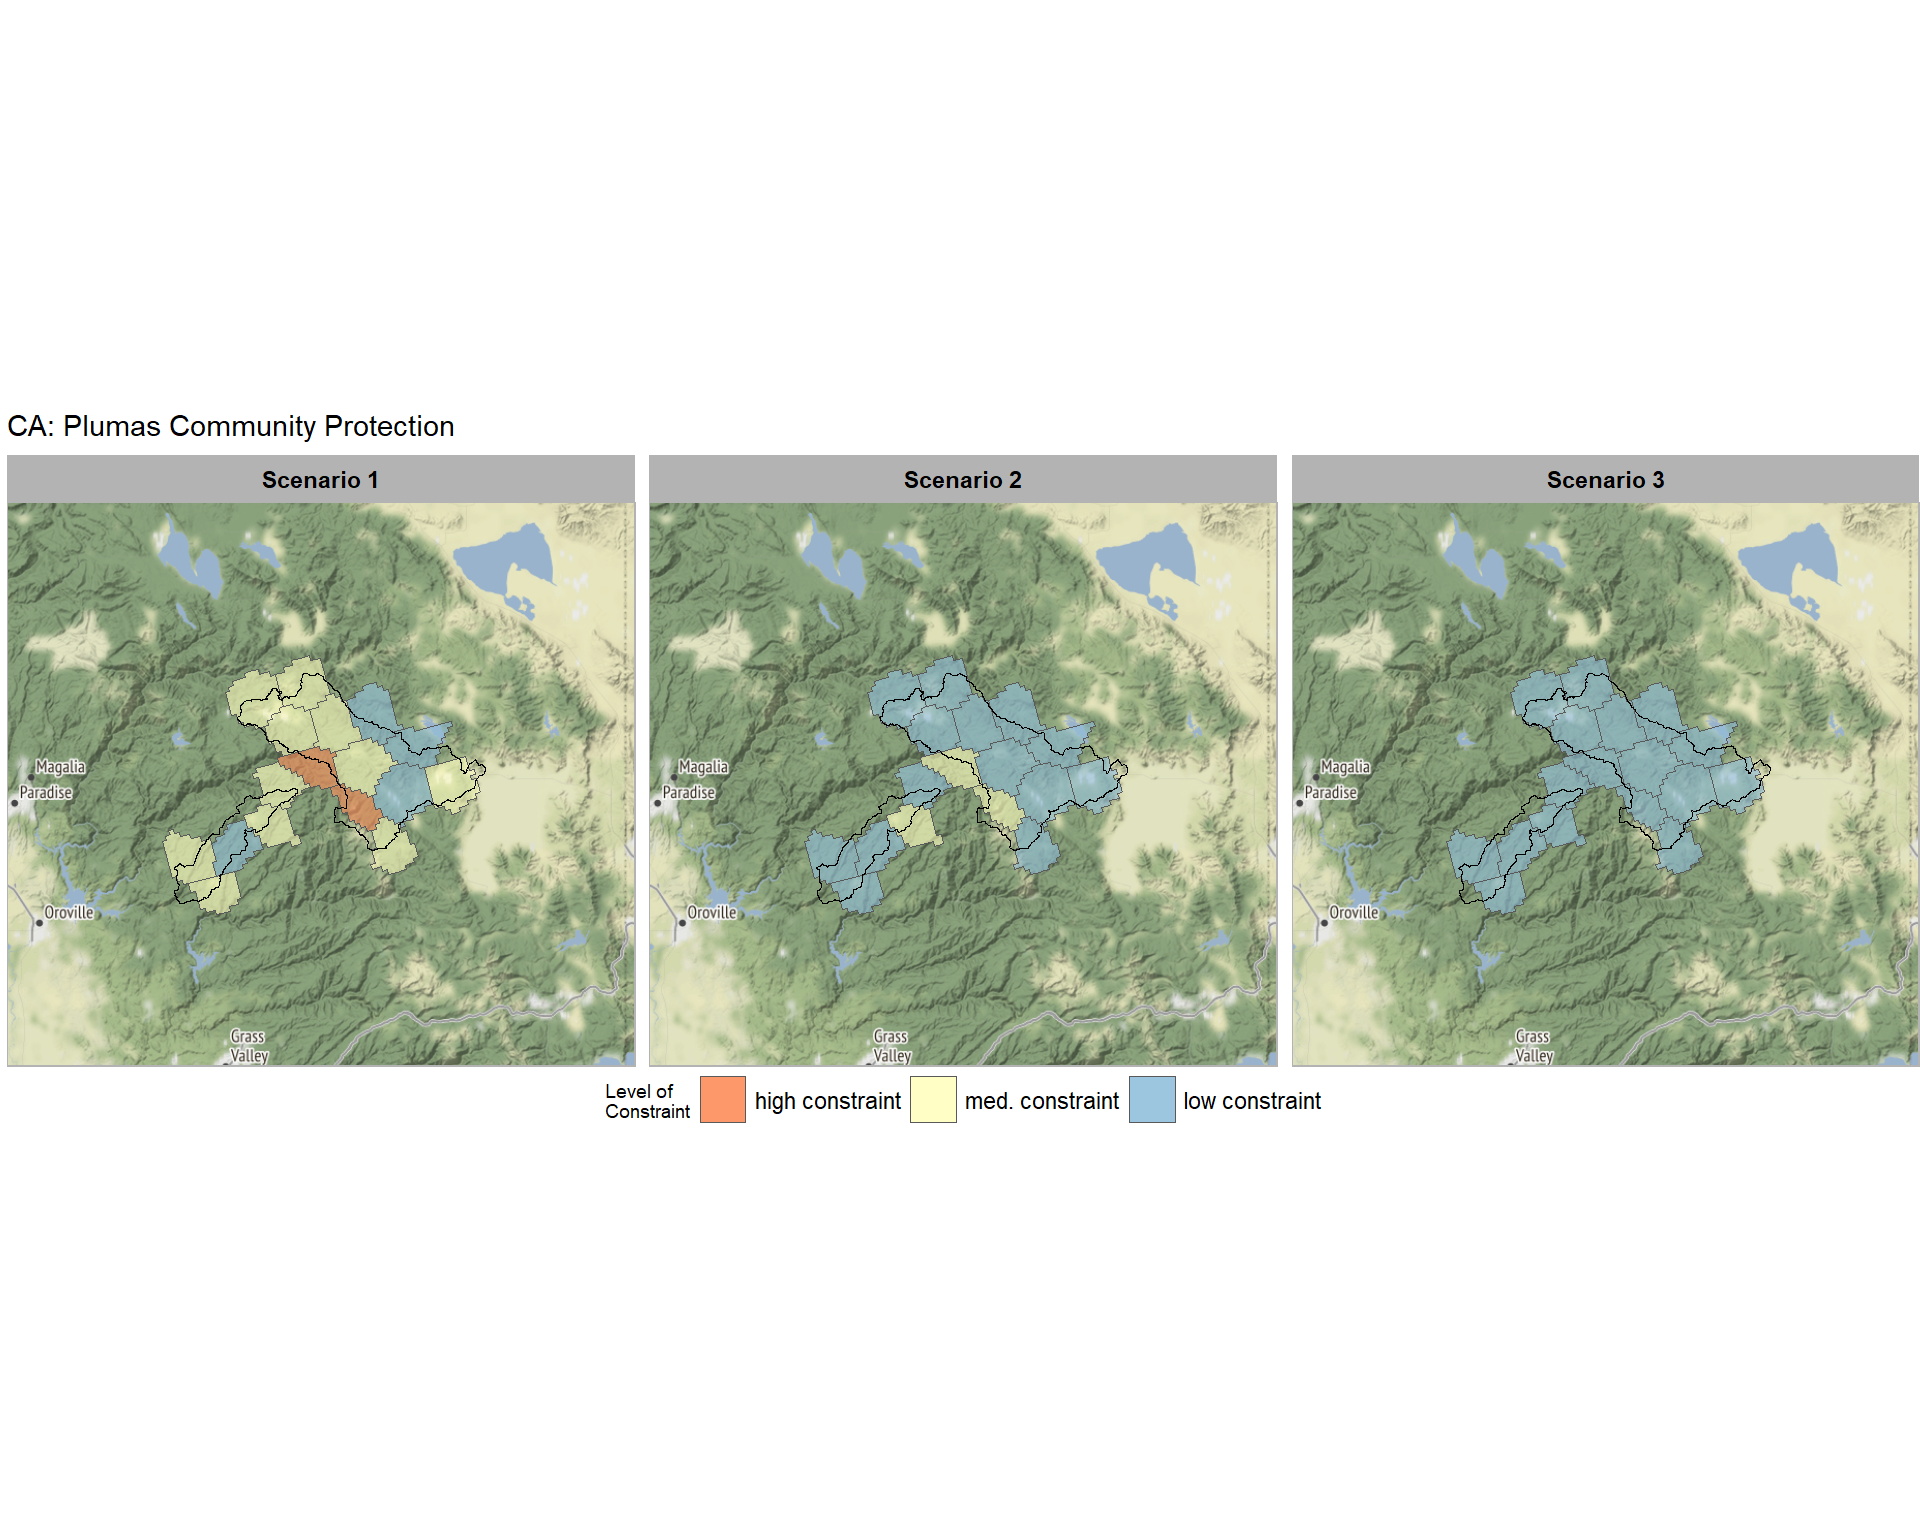 CA: Plumas Community Protection
Scenario 1
Scenario 2
Scenario 3
Magalia
Paradise
Oroville
Grass
Valley
Magalia
Paradise
Oroville
Grass
Valley
Magalia
Paradise
Oroville
Grass
Valley
Level of
Constraint
high constraint
med. constraint
low constraint